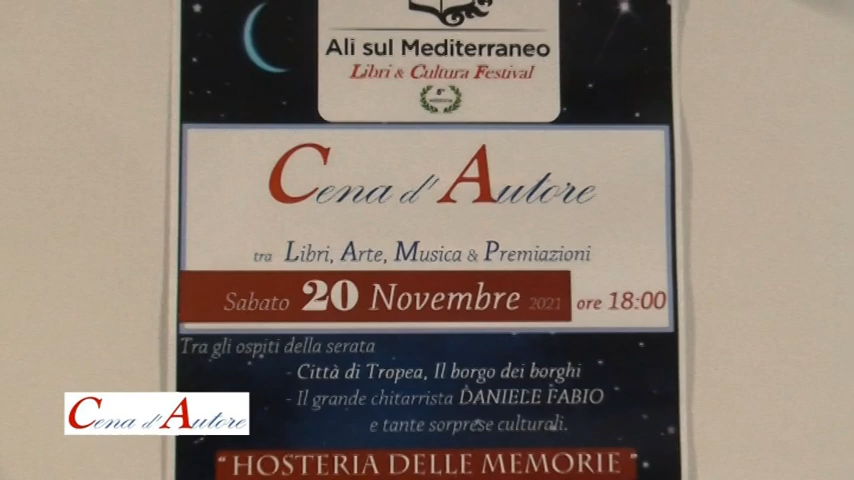 Ali sul Mediterraneo
Libri & Cultura Festival
Cena d' Autore
tra Libri, Arte, Musica & Premiazioni
Sabato 20 Novembre 2021 ore 18:00
Tra gli ospiti della serata
- Città di Tropea, Il borgo dei borghi
- Il grande chitarrista DANIELE FABIO
e tante sorprese culturali.
Cena d' Autore
"HOSTERIA DELLE MEMORIE"